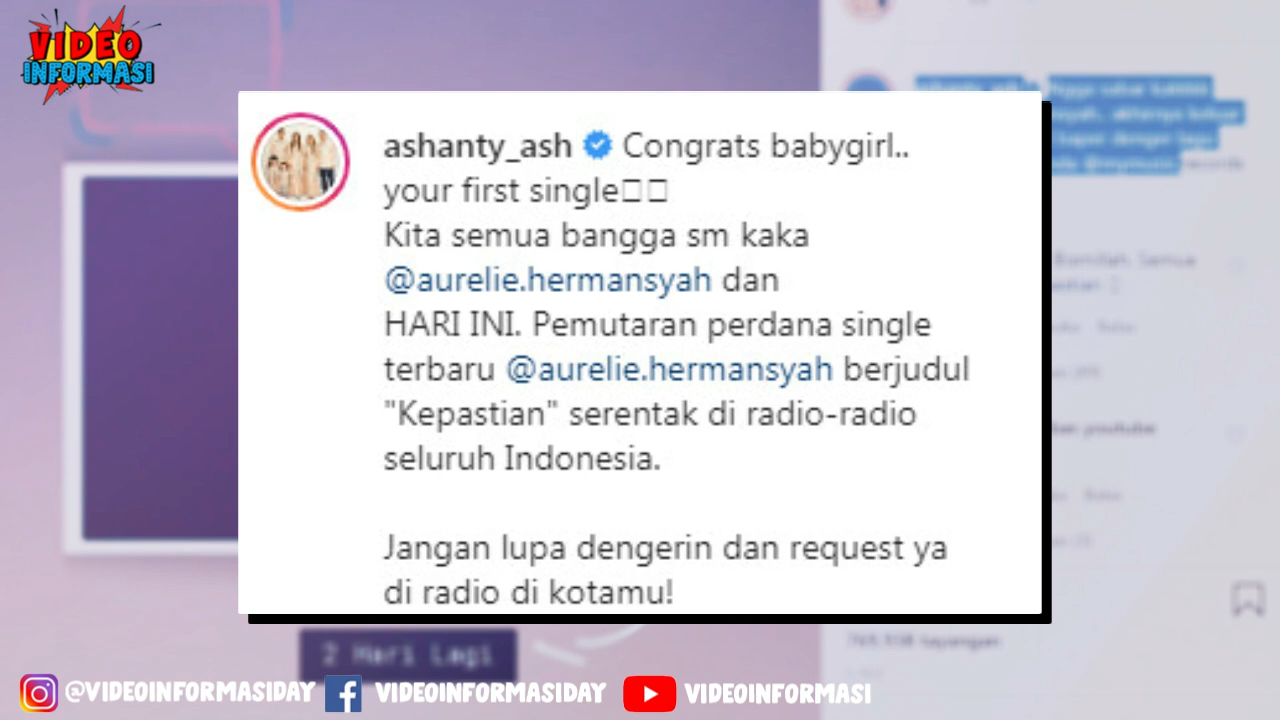 VIDEO
INFORMASI
ashanty_ash Congrats babygirl..
your first single□□
Kita semua bangga sm kaka
@aurelie.hermansyah dan
HARI INI. Pemutaran perdana single
terbaru @aurelie.hermansyah berjudul
"Kepastian" serentak di radio-radio
seluruh Indonesia.
Jangan lupa dengerin dan request ya
di radio di kotamu!
2 Hari Lagi
@VIDEOINFORMASIDAY VIDEOINFORMASIDAY VIDEOINFORMASI